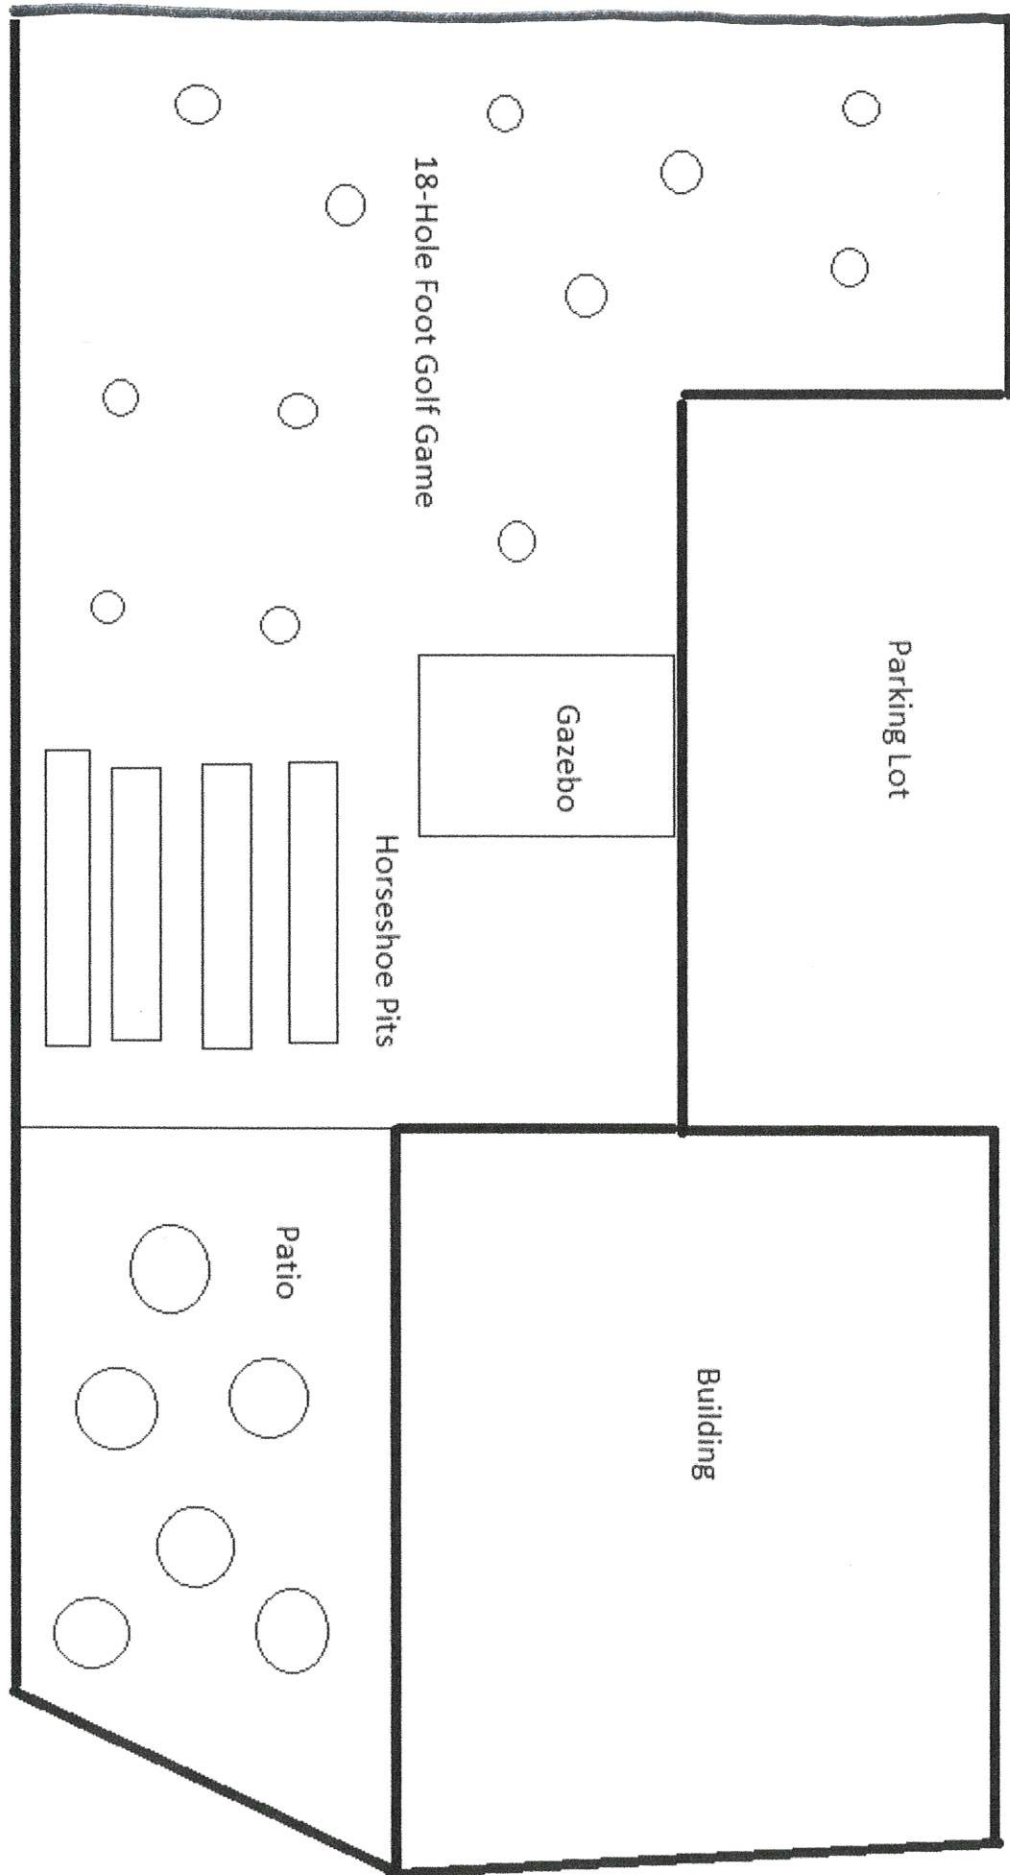 Parking Lot
18-Hole Foot Golf Game
Gazebo
Horseshoe Pits
Building
Patio